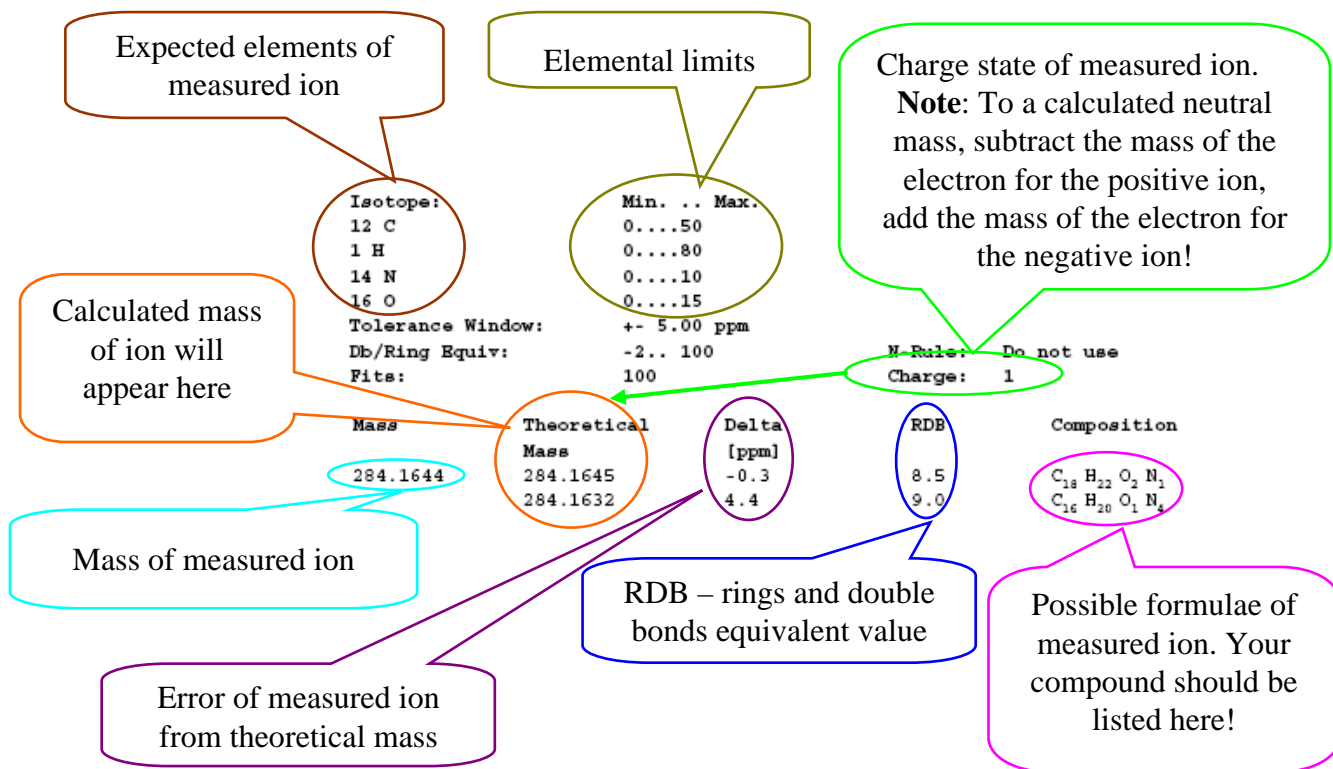 Expected elements of
measured ion
Elemental limits
Charge state of measured ion.
Note: To a calculated neutral
mass, subtract the mass of the
electron for the positive ion,
add the mass of the electron for
the negative ion!
Isotope: Min. .. Max.
12 C 0....50
1 H 0....80
14 N 0....10
16 O 0....15
Tolerance Window: +- 5.00 ppm
Db/Ring Equiv: -2.. 100 N-Rule: Do not use
Fits: 100 Charge: 1
Calculated mass
of ion will
appear here
Mass Theoretical Delta RDB Composition
Mass [ppm]
284.1644 284.1645 -0.3 8.5 C18 H22 O2 N1
284.1632 4.4 9.0 C16 H20 O1 N4
Mass of measured ion
RDB – rings and double
bonds equivalent value
Possible formulae of
measured ion. Your
compound should be
listed here!
Error of measured ion
from theoretical mass